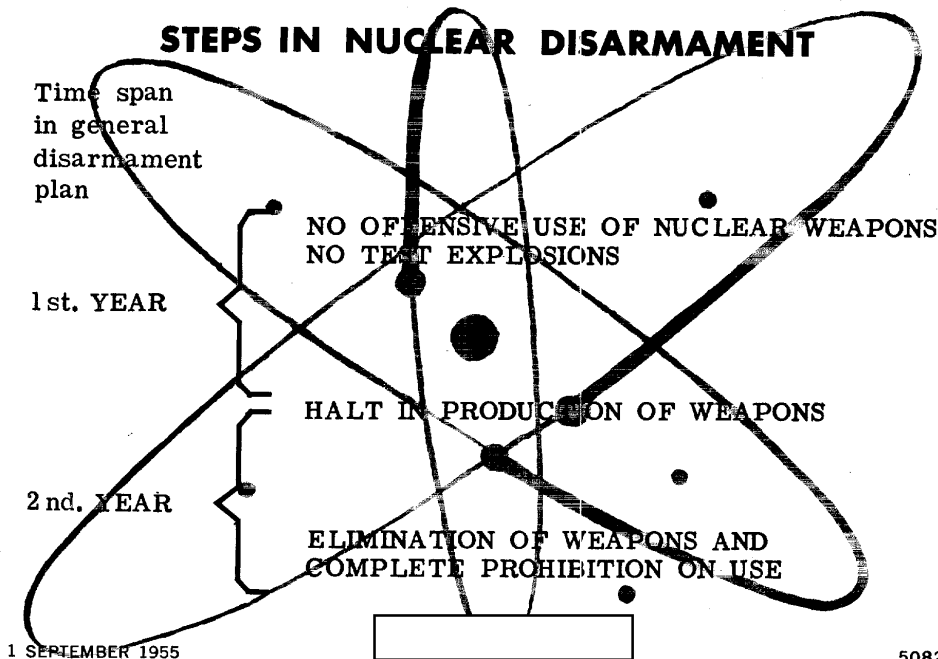 STEPS IN NUCLEAR DISARMAMENT
Time span
in general
disarmament
plan
NO OFFENSIVE USE OF NUCLEAR WEAPONS
NO TEST EXPLOSIONS
1st. YEAR
HALT IN PRODUCTION OF WEAPONS
2nd. YEAR
ELIMINATION OF WEAPONS AND
COMPLETE PROHIBITION ON USE
1 SEPTEMBER 1955